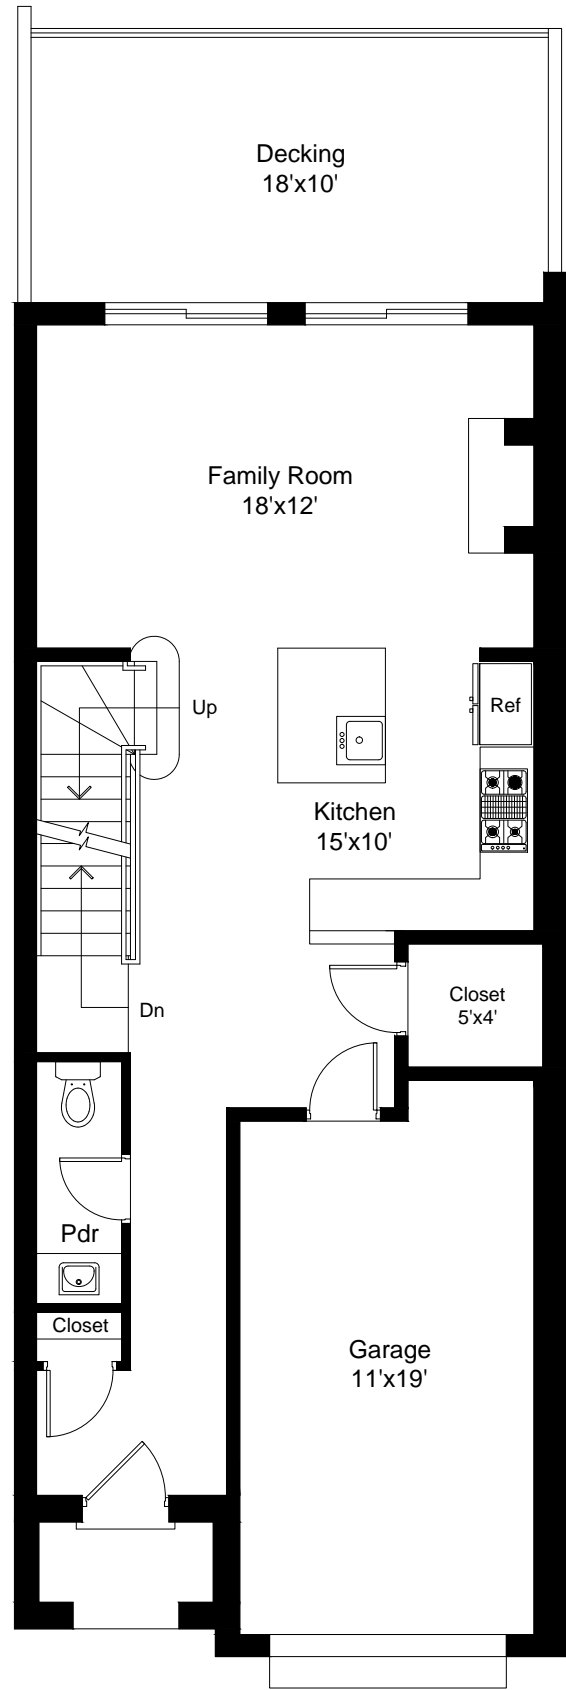 Decking
18'x10'
Family Room
18'x12'
Up
Ref
Kitchen
15'x10'
Closet
5'x4'
Dn
Pdr
Closet
Garage
11'x19'